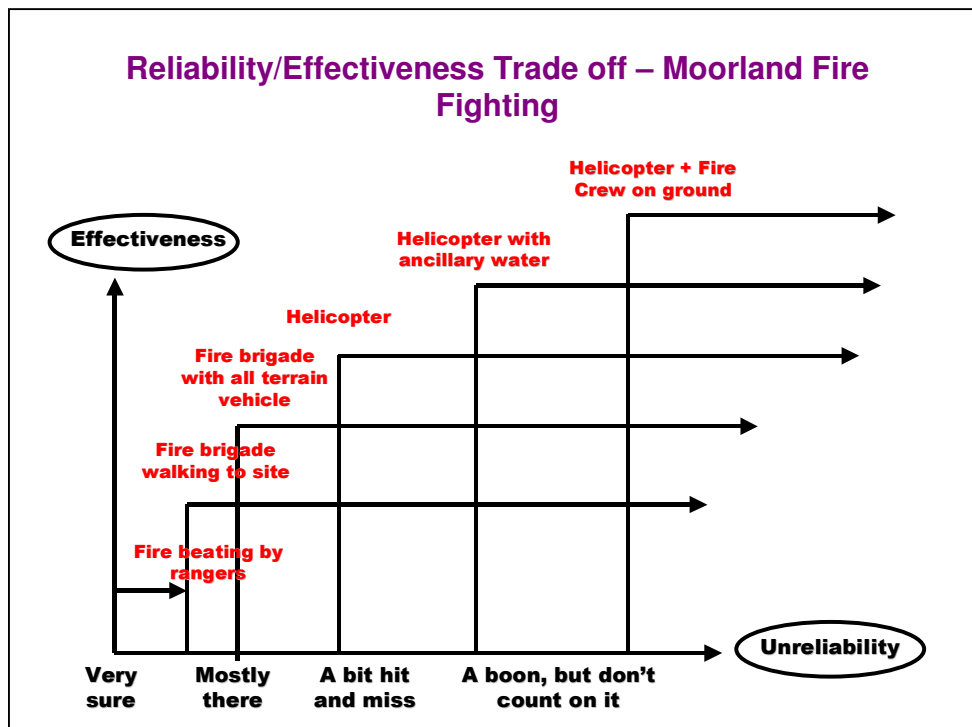 Reliability/Effectiveness Trade off – Moorland Fire
Fighting
Helicopter + Fire
Crew on ground
Effectiveness
Helicopter with
ancillary water
Helicopter
Fire brigade
with all terrain
vehicle
Fire brigade
walking to site
Fire beating by
rangers
Unreliability
Very
sure
Mostly
there
A bit hit
and miss
A boon, but don't
count on it